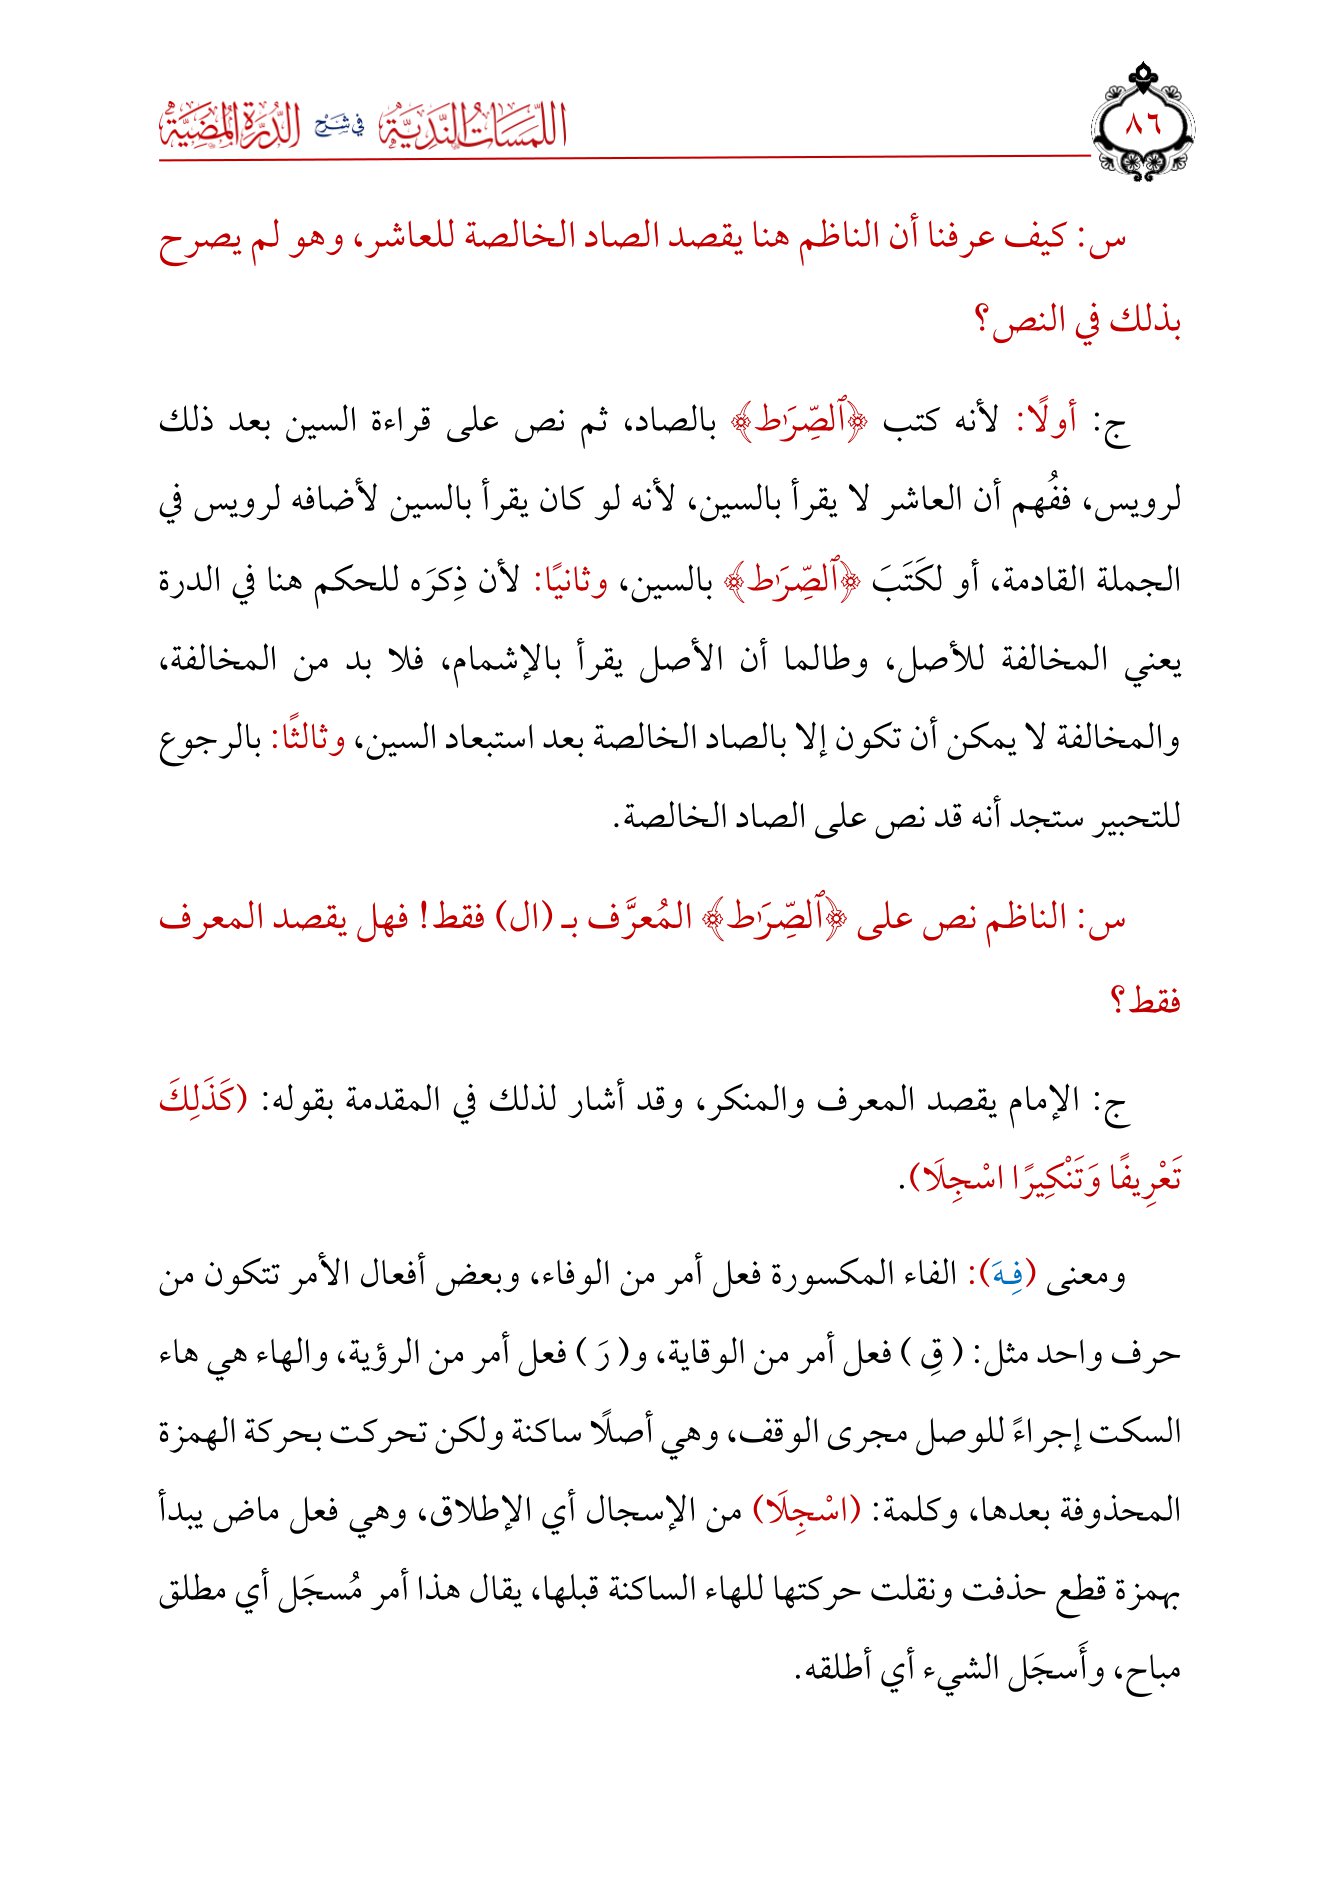 اللمسات الندية في شرح الدرة المضية
٨٦
س: كيف عرفنا أن الناظم هنا يقصد الصاد الخالصة للعاشر، وهو لم يصرح
بذلك في النص؟
ج: أولًا: لأنه كتب ﴿ٱلصِّرَٰط﴾ بالصاد، ثم نص على قراءة السين بعد ذلك
لرويس، ففُهم أن العاشر لا يقرأ بالسين، لأنه لو كان يقرأ بالسين لأضافه لرويس في
الجملة القادمة، أو لكَتَبَ ﴿ٱلصِّرَٰط﴾ بالسين، وثانيًا: لأن ذِكرَه للحكم هنا في الدرة
يعني المخالفة للأصل، وطالما أن الأصل يقرأ بالإشمام، فلا بد من المخالفة،
والمخالفة لا يمكن أن تكون إلا بالصاد الخالصة بعد استبعاد السين، وثالثًا: بالرجوع
للتحبير ستجد أنه قد نص على الصاد الخالصة.
س: الناظم نص على ﴿ٱلصِّرَٰط﴾ المُعرَّف بـ (ال) فقط! فهل يقصد المعرف
فقط؟
ج: الإمام يقصد المعرف والمنكر، وقد أشار لذلك في المقدمة بقوله: (كَذَلِكَ
تَعْرِيفًا وَتَنْكِيرًا اسْجِلَا).
ومعنى (فِهَ): الفاء المكسورة فعل أمر من الوفاء، وبعض أفعال الأمر تتكون من
حرف واحد مثل: ( قِ ) فعل أمر من الوقاية، و( رَ ) فعل أمر من الرؤية، والهاء هي هاء
السكت إجراءً للوصل مجرى الوقف، وهي أصلًا ساكنة ولكن تحركت بحركة الهمزة
المحذوفة بعدها، وكلمة: (اسْجِلَا) من الإسجال أي الإطلاق، وهي فعل ماض يبدأ
بهمزة قطع حذفت ونقلت حركتها للهاء الساكنة قبلها، يقال هذا أمر مُسجَل أي مطلق
مباح، وأَسجَل الشيء أي أطلقه.